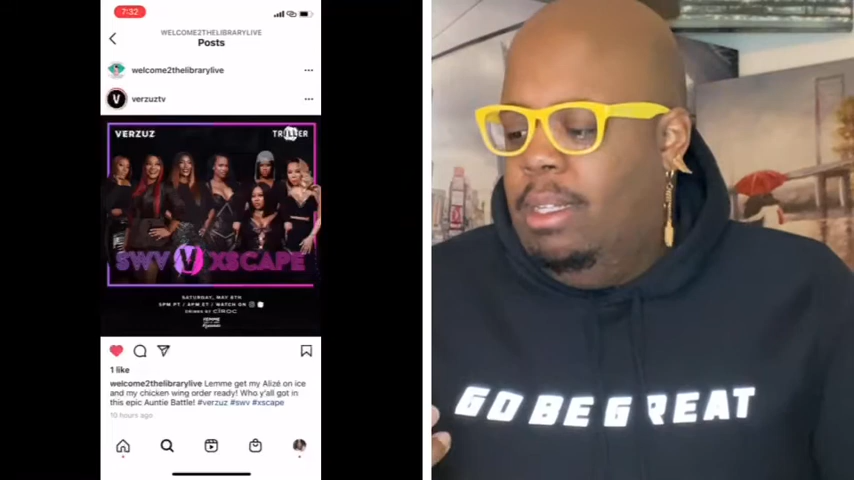 7:32
WELCOME2THELIBRARYLIVE
Posts
welcome2thelibrarylive
verzuztv
V
VERZUZ
TRILLER
SWV V XSCAPE
SATURDAY, MAY 8TH
5PM PT / 8PM ET / WATCH ON
DRINKS BY CÎROC
1 like
welcome2thelibrarylive Lemme get my Alizé on ice
and my chicken wing order ready! Who y'all got in
this epic Auntie Battle! #verzuz #swv #xscape
10 hours ago
GO BE GREAT